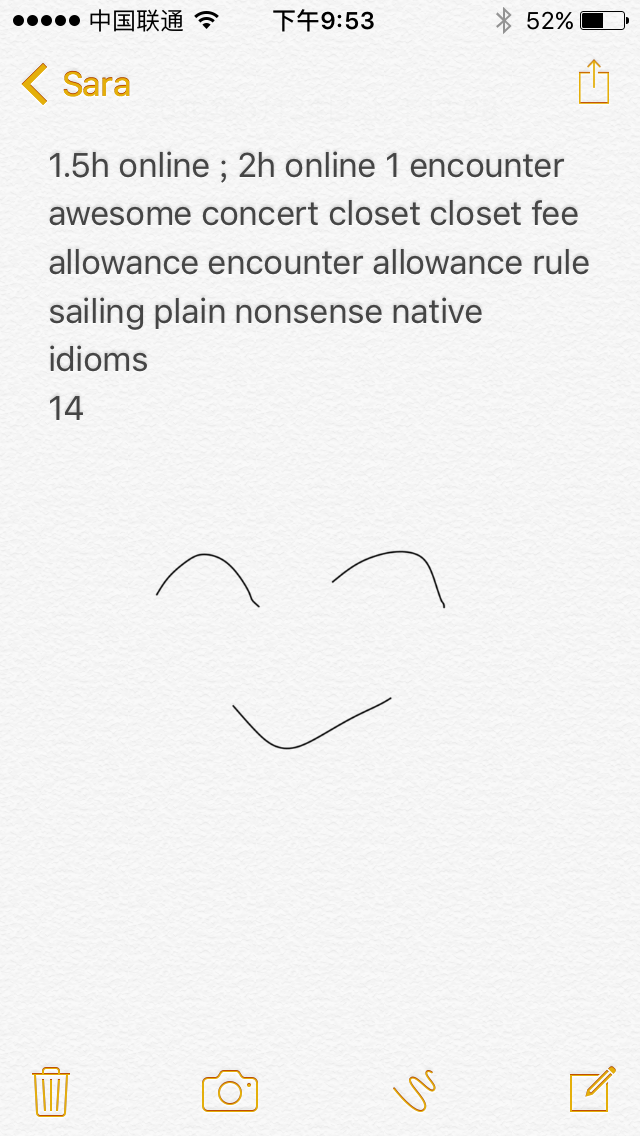 中国联通 下午9:53 52%
Sara
1.5h online ; 2h online 1 encounter
awesome concert closet closet fee
allowance encounter allowance rule
sailing plain nonsense native
idioms
14